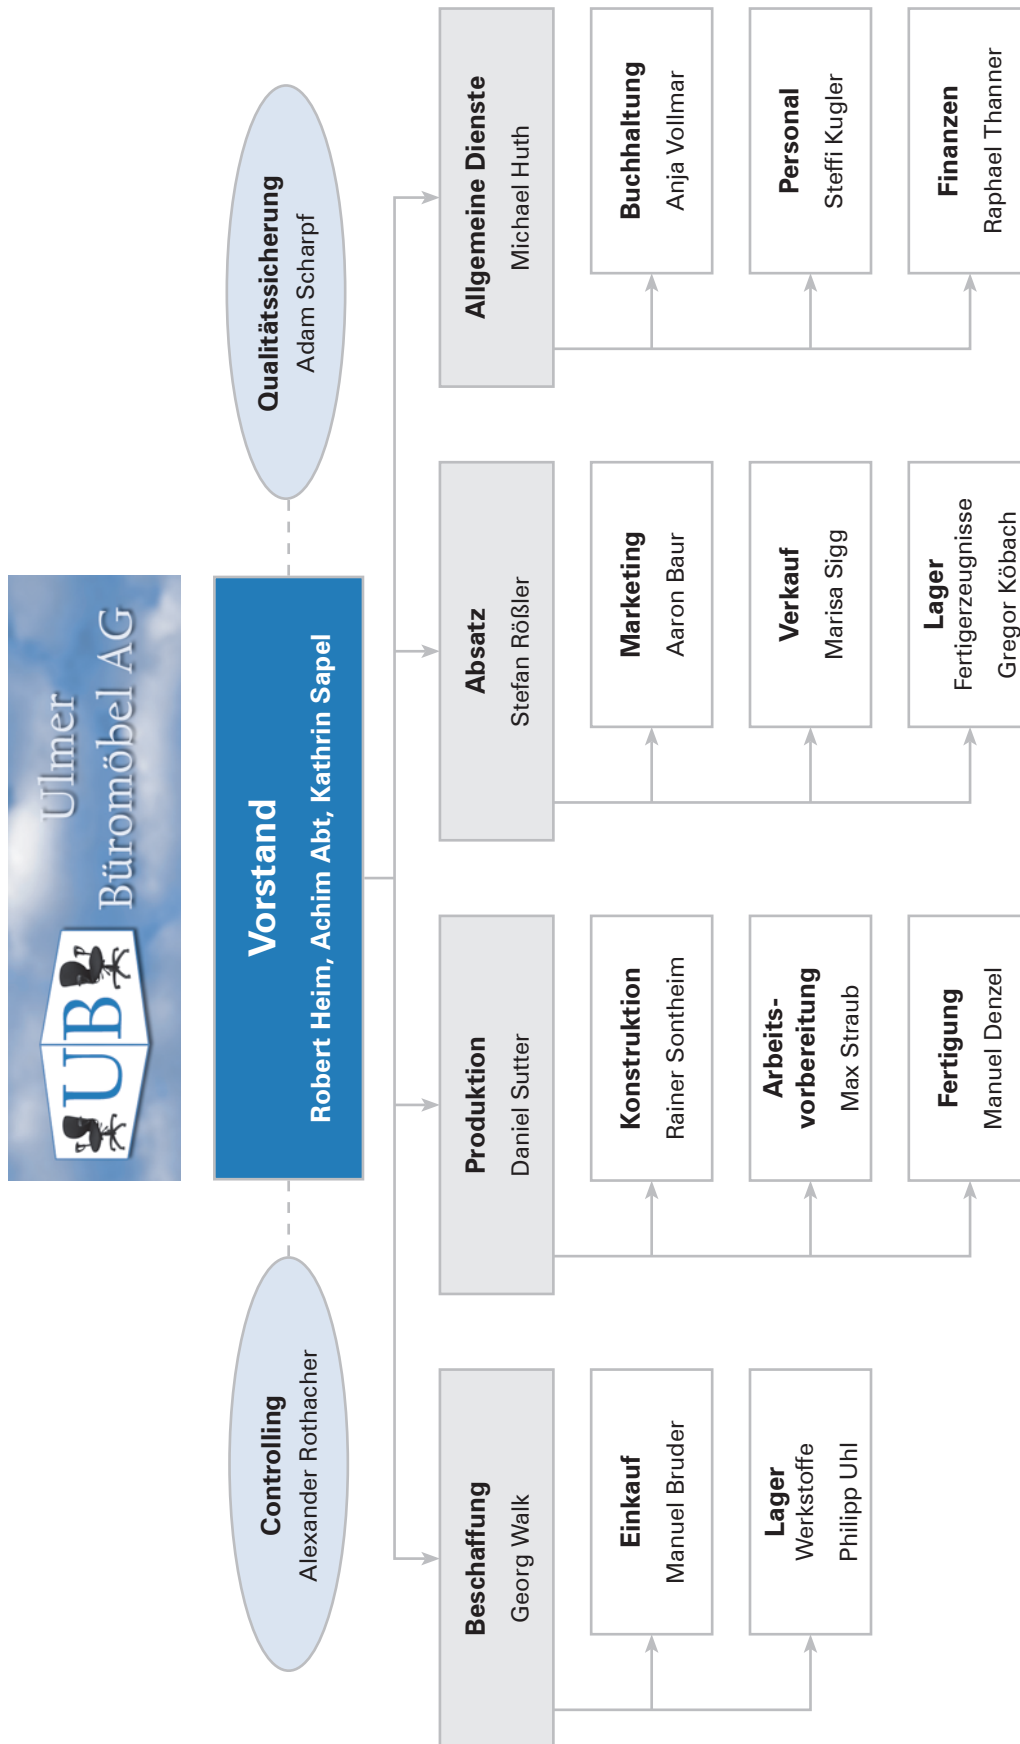 UB
Ulmer
Büromöbel AG
Controlling
Alexander Rothacher
Vorstand
Robert Heim, Achim Abt, Kathrin Sapel
Qualitätssicherung
Adam Scharpf
Beschaffung
Georg Walk
Einkauf
Manuel Bruder
Lager
Werkstoffe
Philipp Uhl
Produktion
Daniel Sutter
Konstruktion
Rainer Sontheim
Arbeits-
vorbereitung
Max Straub
Fertigung
Manuel Denzel
Absatz
Stefan Rößler
Marketing
Aaron Baur
Verkauf
Marisa Sigg
Lager
Fertigerzeugnisse
Gregor Köbach
Allgemeine Dienste
Michael Huth
Buchhaltung
Anja Vollmar
Personal
Steffi Kugler
Finanzen
Raphael Thanner